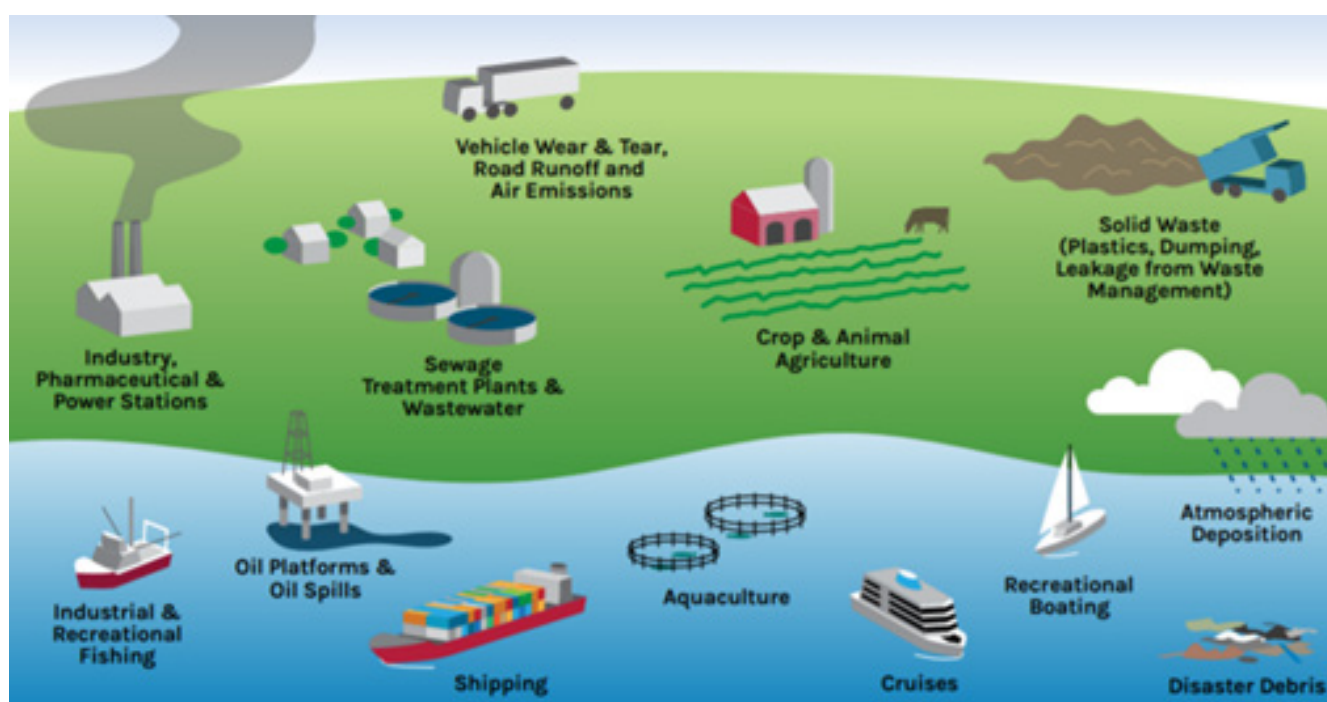 Vehicle Wear & Tear,
Road Runoff and
Air Emissions
Solid Waste
(Plastics, Dumping,
Leakage from Waste
Management)
Crop & Animal
Agriculture
Industry,
Pharmaceutical &
Power Stations
Sewage
Treatment Plants &
Wastewater
Atmospheric
Deposition
Oil Platforms &
Oil Spills
Aquaculture
Recreational
Boating
Industrial &
Recreational
Fishing
Shipping
Cruises
Disaster Debris